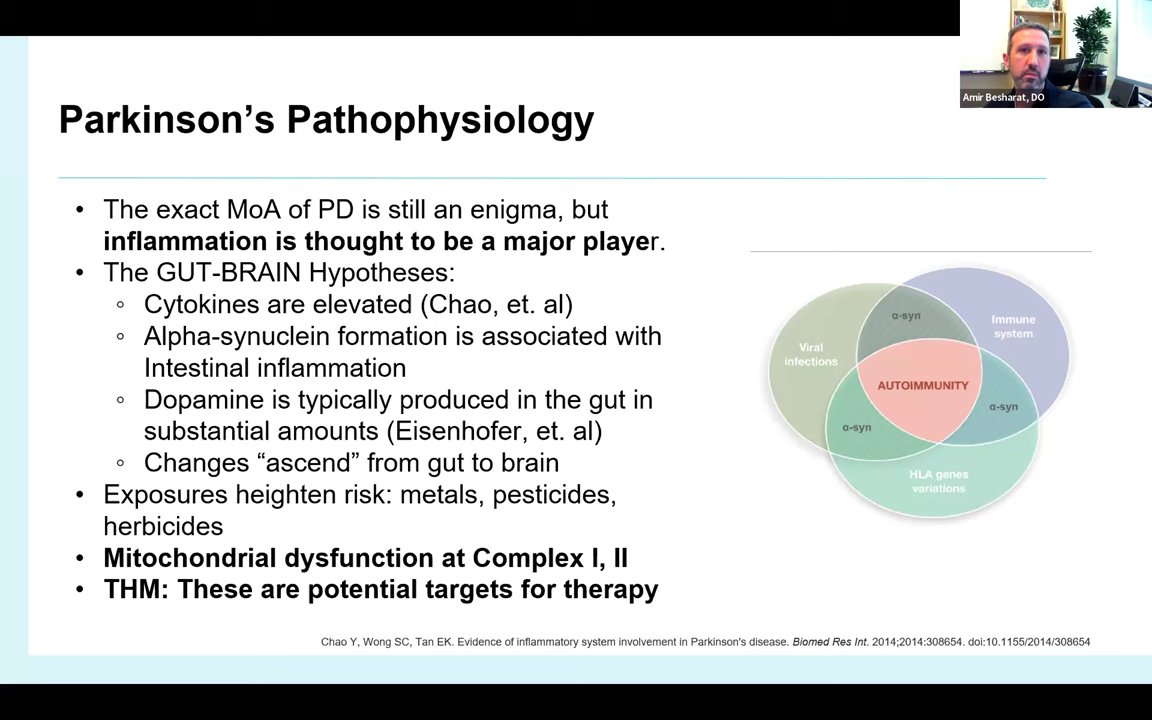 Amir Besharat, DO
Parkinson's Pathophysiology
• The exact MoA of PD is still an enigma, but
inflammation is thought to be a major player.
• The GUT-BRAIN Hypotheses:
◦ Cytokines are elevated (Chao, et. al)
◦ Alpha-synuclein formation is associated with
Intestinal inflammation
◦ Dopamine is typically produced in the gut in
substantial amounts (Eisenhofer, et. al)
◦ Changes “ascend” from gut to brain
• Exposures heighten risk: metals, pesticides,
herbicides
• Mitochondrial dysfunction at Complex I, II
• THM: These are potential targets for therapy
α-syn
Immune
system
Viral
infections
AUTOIMMUNITY
α-syn
α-syn
HLA genes
variations
Chao Y, Wong SC, Tan EK. Evidence of inflammatory system involvement in Parkinson's disease. Biomed Res Int. 2014;2014:308654. doi:10.1155/2014/308654